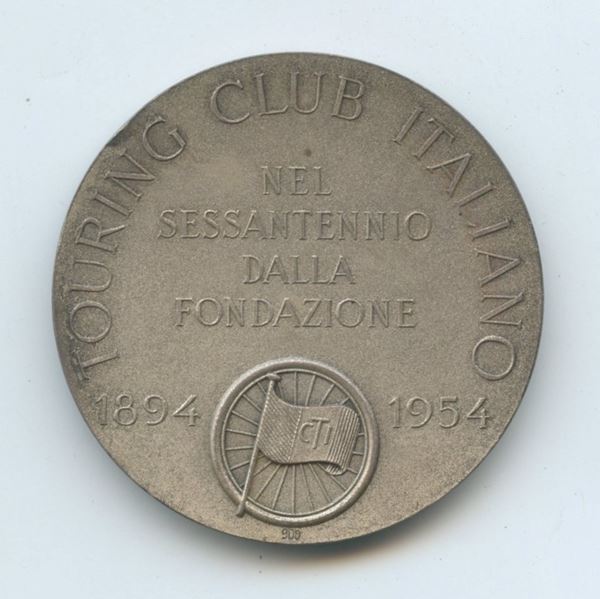 TOURING CLUB ITALIANO
NEL
SESSANTENNIO
DALLA
FONDAZIONE
1894 1954
CTI
900